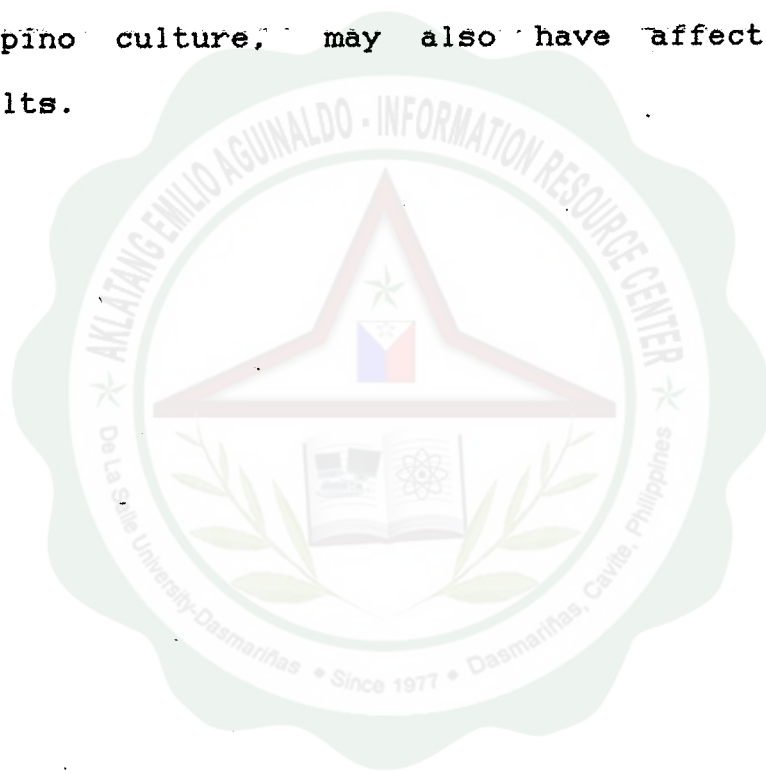 pino culture, may also have affect
lts.
AKLATANG EMILIO AGUINALDO - INFORMATION RESOURCE CENTER
De La Salle University-Dasmariñas • Since 1977 • Dasmariñas, Cavite, Philippines